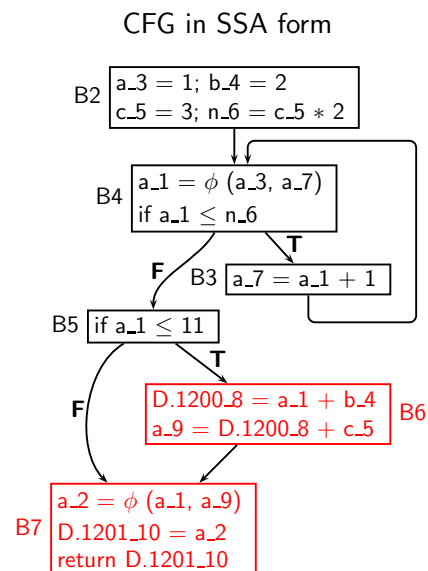 CFG in SSA form
B2
a_3 = 1; b_4 = 2
c_5 = 3; n_6 = c_5 * 2
B4
a_1 = ϕ (a_3, a_7)
if a_1 ≤ n_6
F
T
B3
a_7 = a_1 + 1
B5
if a_1 ≤ 11
F
T
D.1200_8 = a_1 + b_4
a_9 = D.1200_8 + c_5
B6
B7
a_2 = ϕ (a_1, a_9)
D.1201_10 = a_2
return D.1201_10